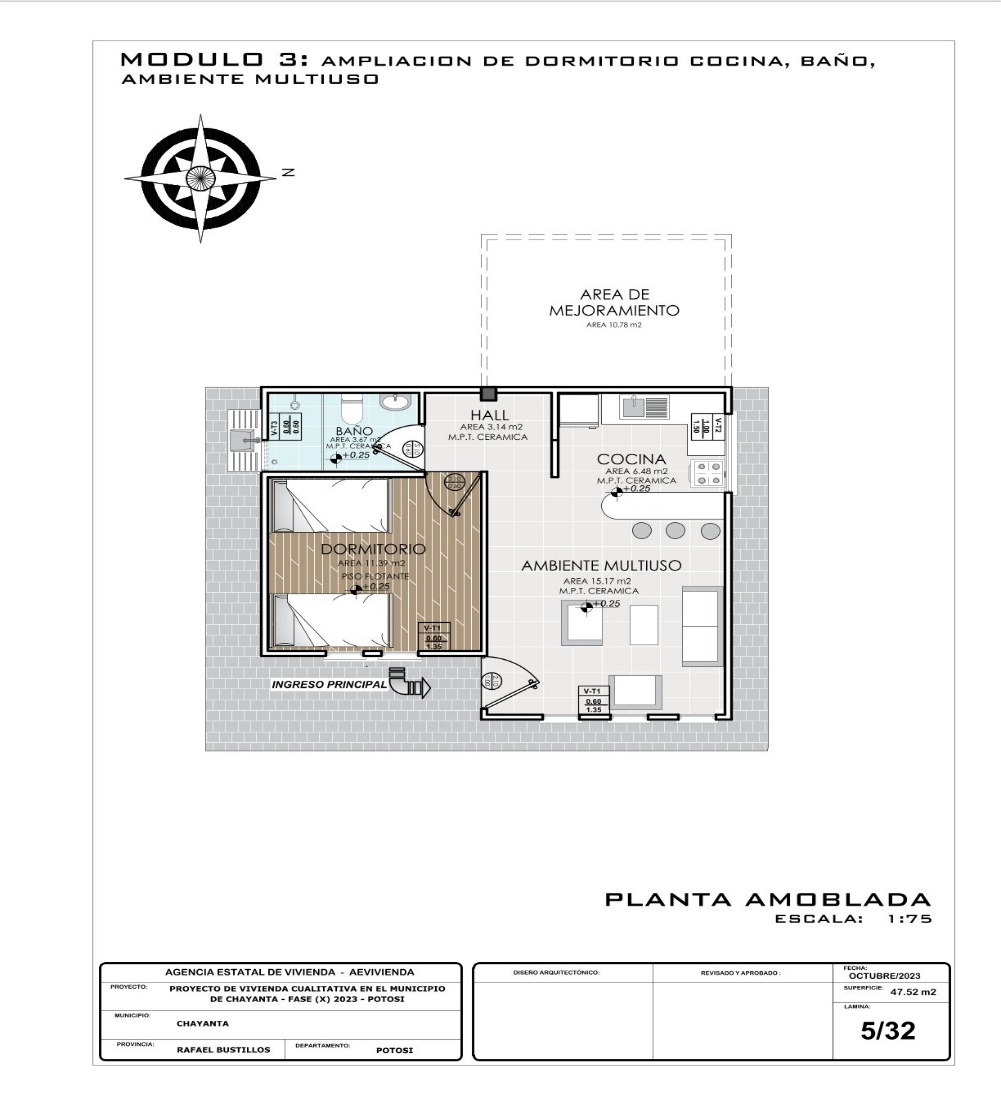 MODULO 3: AMPLIACION DE DORMITORIO COCINA, BAÑO,
AMBIENTE MULTIUSO
N
AREA DE
MEJORAMIENTO
AREA 10.78 m2
HALL
AREA 3.14 m2
M.P.T. CERAMICA
BAÑO
AREA 3.67 m2
M.P.T. CERAMICA
+0.25
V-T3
0.60
0.60
V-T2
1.00
1.50
COCINA
AREA 6.48 m2
M.P.T. CERAMICA
+0.25
DORMITORIO
AREA 11.39 m2
PISO FLOTANTE
+0.25
AMBIENTE MULTIUSO
AREA 15.17 m2
M.P.T. CERAMICA
+0.25
V-T1
0.60
1.35
INGRESO PRINCIPAL
2.10
1.00
V-T1
0.60
1.35
PLANTA AMOBLADA
ESCALA: 1:75
AGENCIA ESTATAL DE VIVIENDA - AEVIVIENDA
PROYECTO: PROYECTO DE VIVIENDA CUALITATIVA EN EL MUNICIPIO
DE CHAYANTA - FASE (X) 2023 - POTOSI
MUNICIPIO:
CHAYANTA
PROVINCIA: RAFAEL BUSTILLOS
DEPARTAMENTO: POTOSI
DISEÑO ARQUITECTÓNICO:
REVISADO Y APROBADO :
FECHA:
OCTUBRE/2023
SUPERFICIE: 47.52 m2
LAMINA:
5/32